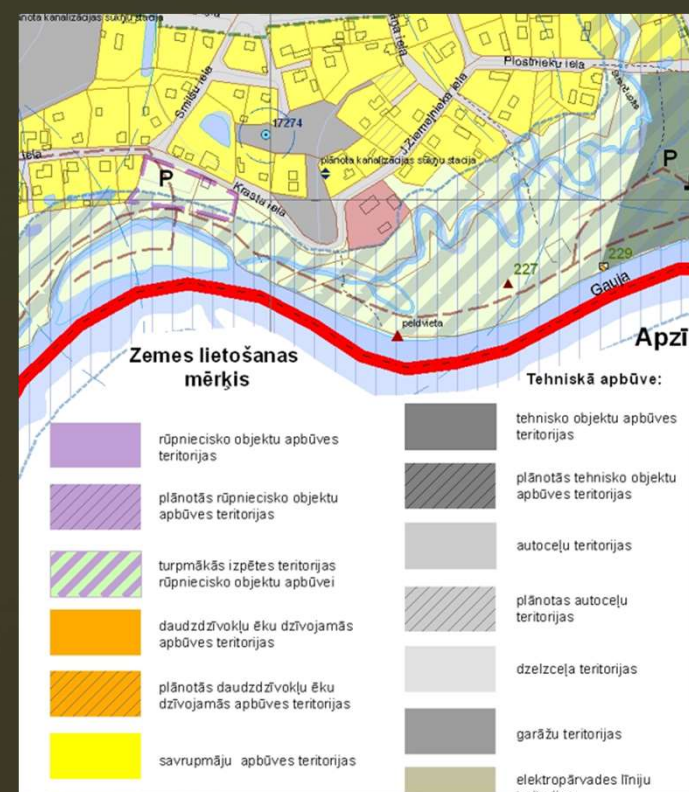 plānota kanalizācijas sūkņu stacija
Smilšu iela
J.Ziemeļnieka iela
Plostnieku iela
17274
plānota kanalizācijas sūkņu stacija
iela
P
P
Krasta iela
227
229
Gauja
peldvieta
Apzī
Zemes lietošanas
mērķis
rūpniecisko objektu apbūves
teritorijas
plānotās rūpniecisko objektu
apbūves teritorijas
turpmākās izpētes teritorijas
rūpniecisko objektu apbūvei
daudzdzīvokļu ēku dzīvojamās
apbūves teritorijas
plānotās daudzdzīvokļu ēku
dzīvojamās apbūves teritorijas
savrupmāju apbūves teritorijas
Tehniskā apbūve:
tehnisko objektu apbūves
teritorijas
plānotās tehnisko objektu
apbūves teritorijas
autoceļu teritorijas
plānotas autoceļu
teritorijas
dzelzceļa teritorijas
garāžu teritorijas
elektropārvades līniju